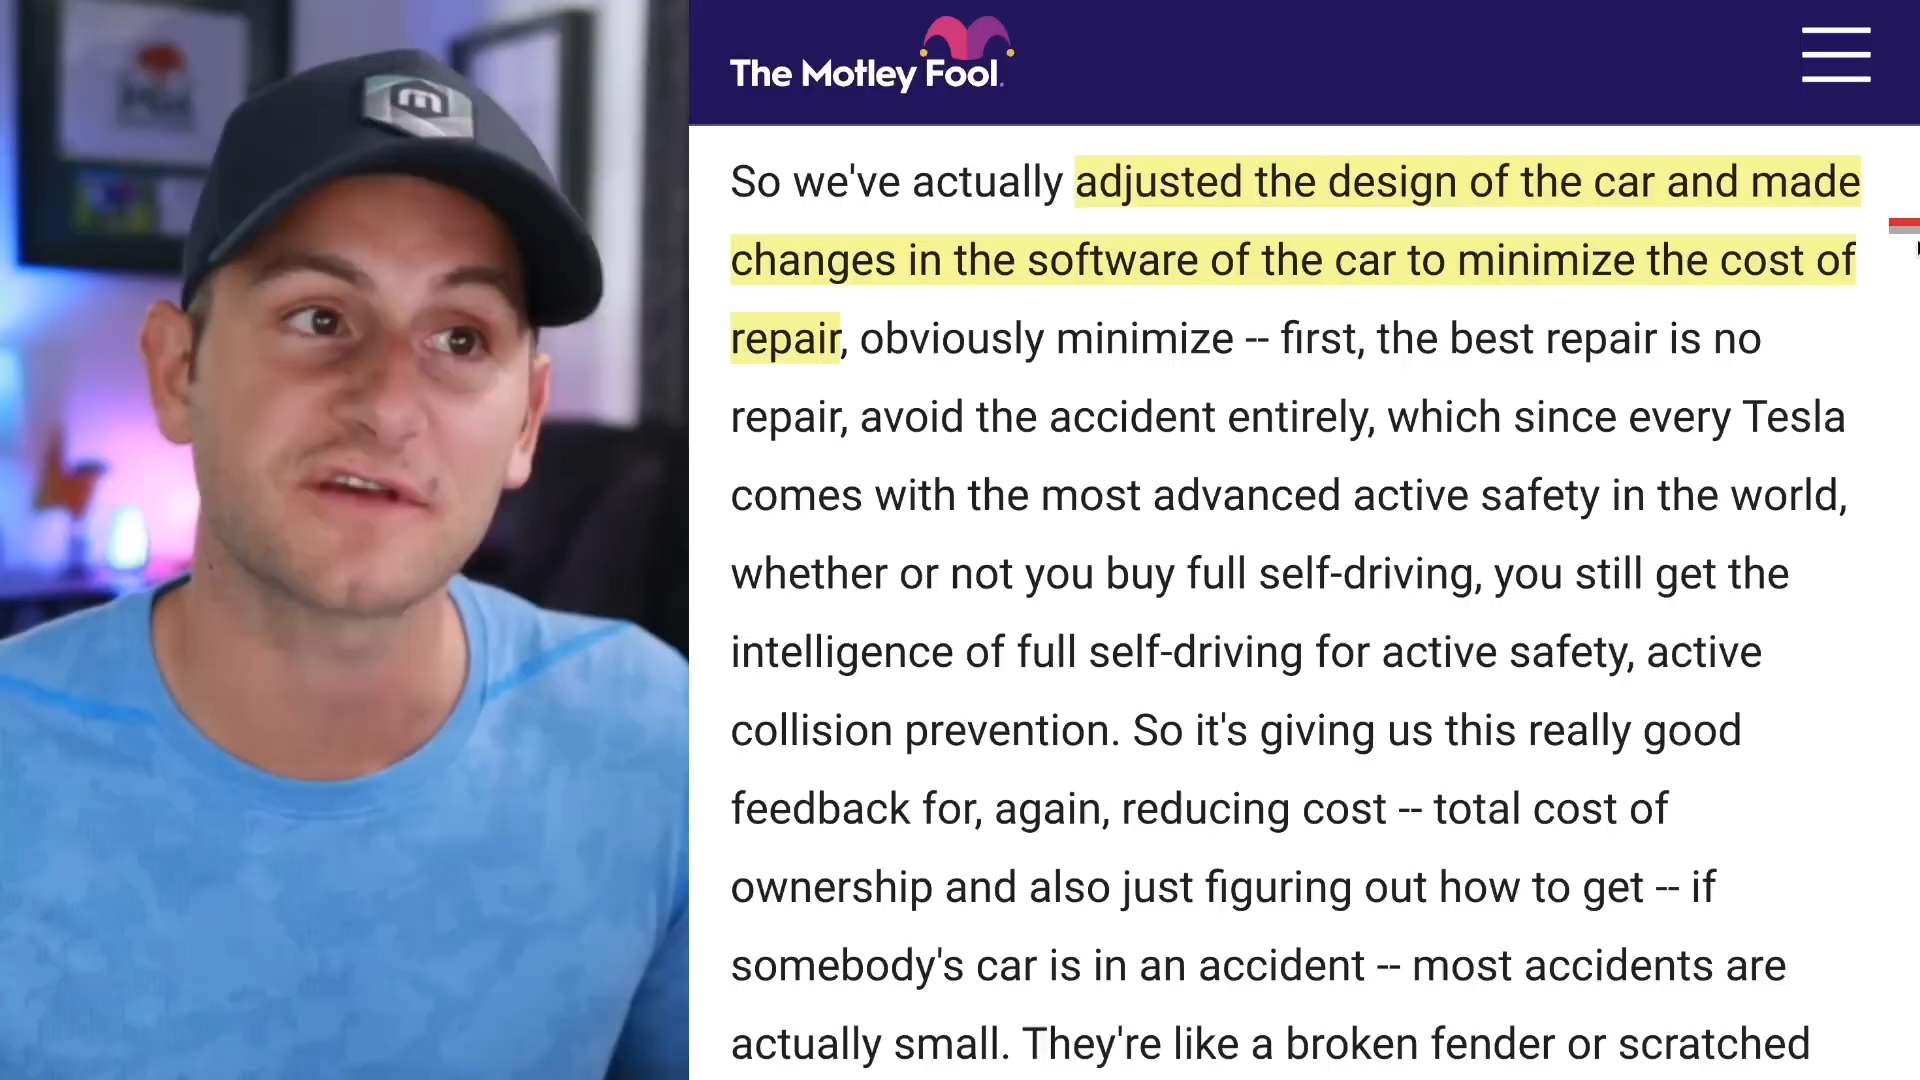 The Motley Fool.
So we've actually adjusted the design of the car and made
changes in the software of the car to minimize the cost of
repair, obviously minimize -- first, the best repair is no
repair, avoid the accident entirely, which since every Tesla
comes with the most advanced active safety in the world,
whether or not you buy full self-driving, you still get the
intelligence of full self-driving for active safety, active
collision prevention. So it's giving us this really good
feedback for, again, reducing cost -- total cost of
ownership and also just figuring out how to get -- if
somebody's car is in an accident -- most accidents are
actually small. They're like a broken fender or scratched